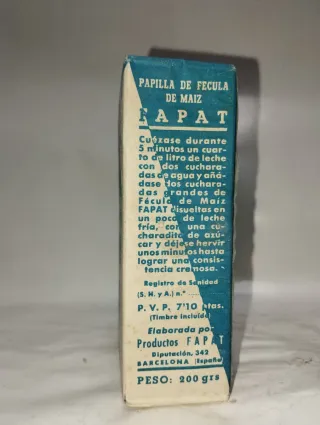 PAPILLA DE FECULA
DE MAIZ
FAPAT
Cuézase durante
5 minutos un cuar-
to de litro de leche
con dos cuchara-
das de agua y aña-
dase dos cuchara-
das grandes de
Fécula de Maíz
FAPAT disueltas en
un poco de leche
fría, con una cu-
charadita de azú-
car y déjese hervir
unos minutos hasta
lograr una consis-
tencia cremosa.
Registro de Sanidad
(S. N. y A.) n.º
P. V. P. 7'10 ptas.
(Timbre incluido)
Elaborada por
Productos FAPAT
Diputación, 342
BARCELONA (España)
PESO: 200 grs